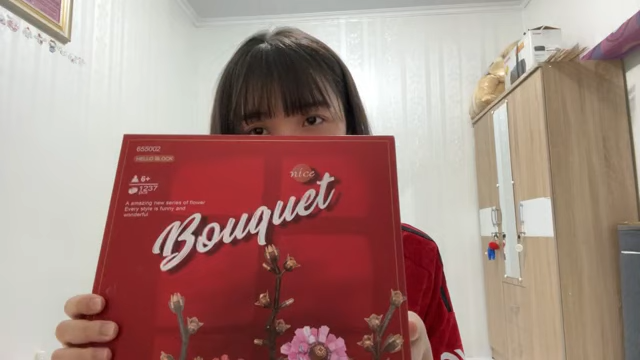 655002
HELLO BLOCK
6+
1237
A amazing new series of flower
Every style is funny and
wonderful
nice
Bouquet